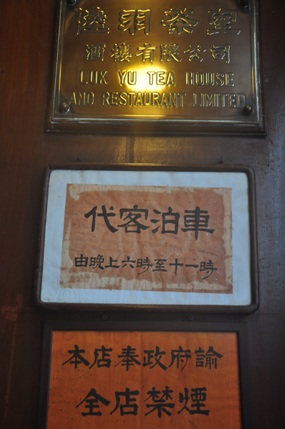 陸羽茶室
酒樓有限公司
LUK YU TEA HOUSE
AND RESTAURANT LIMITED
代客泊車
由晚上六時至十一時
本店奉政府諭
全店禁煙